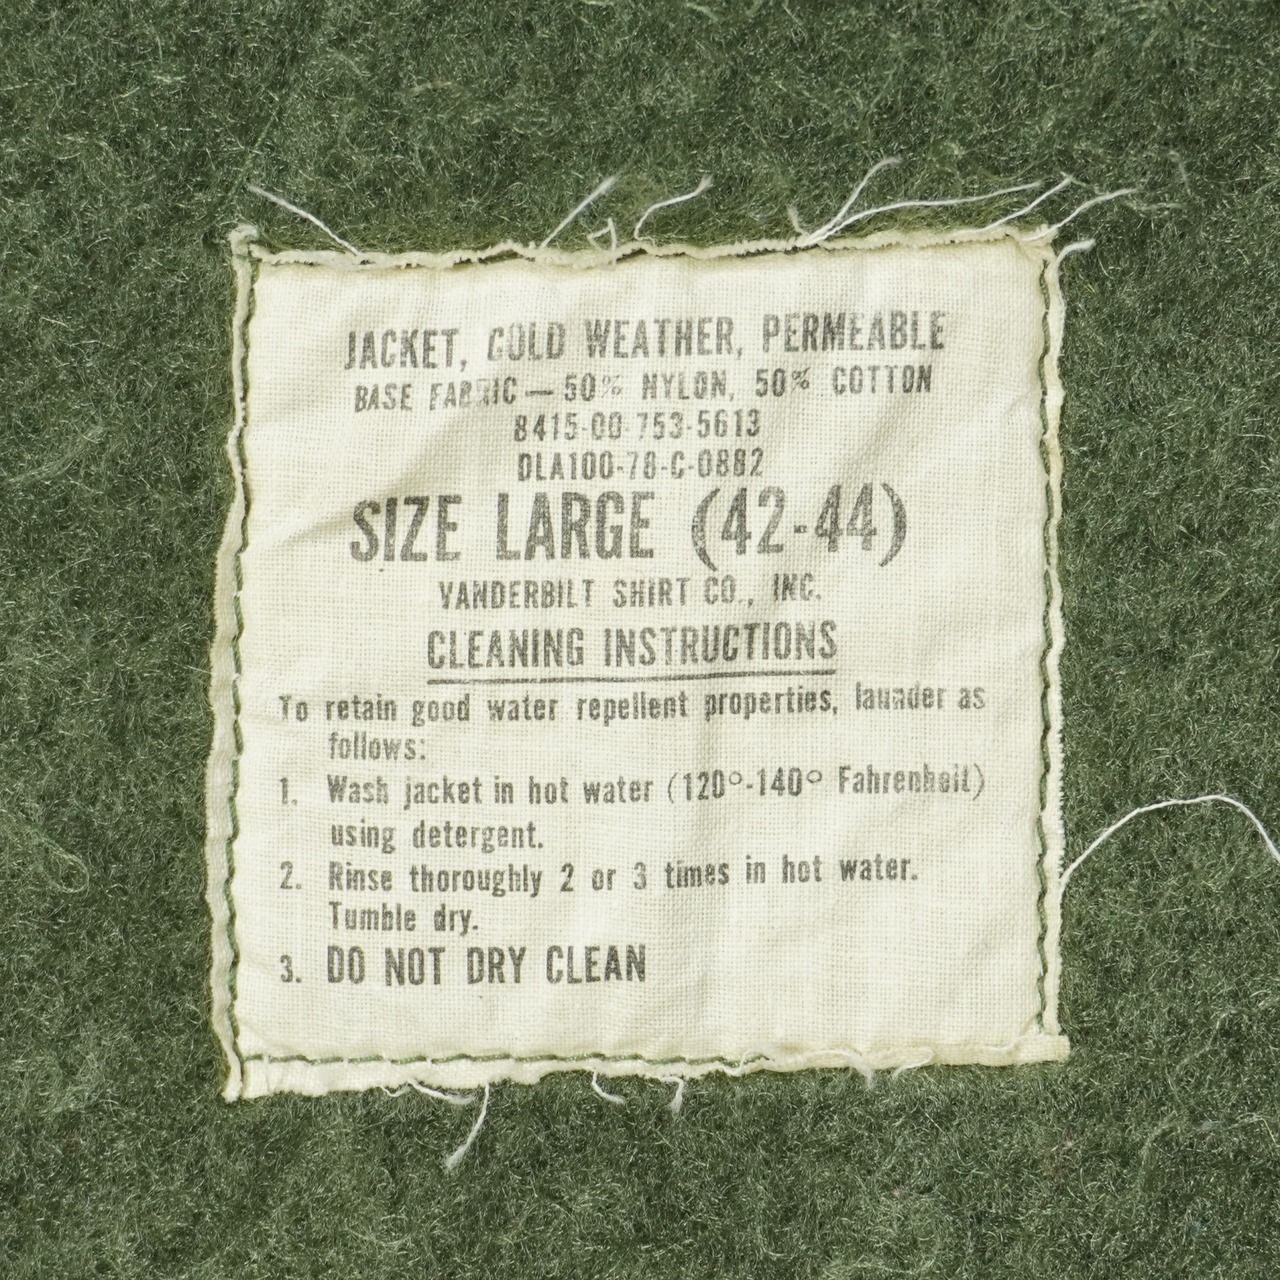 JACKET, COLD WEATHER, PERMEABLE
BASE FABRIC — 50% NYLON, 50% COTTON
8415-00-753-5613
DLA100-78-C-0882
SIZE LARGE (42-44)
VANDERBILT SHIRT CO., INC.
CLEANING INSTRUCTIONS
To retain good water repellent properties, launder as
follows:
1. Wash jacket in hot water (120°-140° Fahrenheit)
using detergent.
2. Rinse thoroughly 2 or 3 times in hot water.
Tumble dry.
3. DO NOT DRY CLEAN